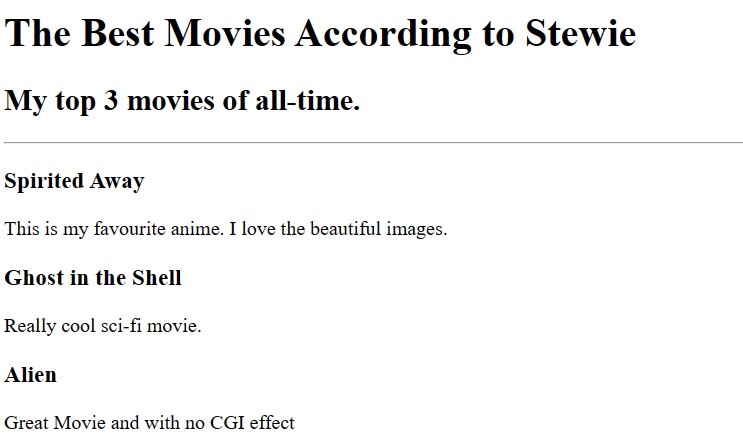 The Best Movies According to Stewie
My top 3 movies of all-time.
Spirited Away
This is my favourite anime. I love the beautiful images.
Ghost in the Shell
Really cool sci-fi movie.
Alien
Great Movie and with no CGI effect